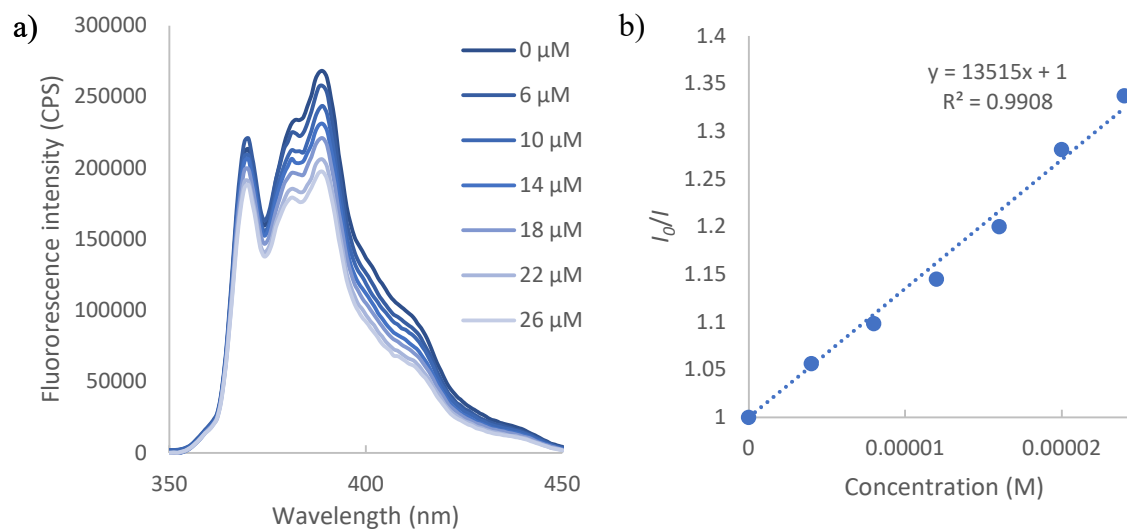 a)
300000
250000
200000
150000
100000
50000
0
Fluororescence intensity (CPS)
350
400
450
Wavelength (nm)
0 µM
6 µM
10 µM
14 µM
18 µM
22 µM
26 µM
b)
1.4
1.35
1.3
1.25
1.2
1.15
1.1
1.05
1
I0/I
y = 13515x + 1
R² = 0.9908
0
0.00001
0.00002
Concentration (M)